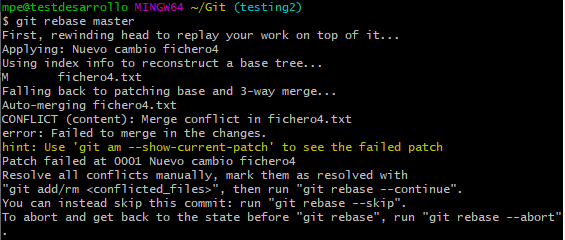 mpe@testdesarrollo MINGW64 ~/Git (testing2)
$ git rebase master
First, rewinding head to replay your work on top of it...
Applying: Nuevo cambio fichero4
Using index info to reconstruct a base tree...
M       fichero4.txt
Falling back to patching base and 3-way merge...
Auto-merging fichero4.txt
CONFLICT (content): Merge conflict in fichero4.txt
error: Failed to merge in the changes.
hint: Use 'git am --show-current-patch' to see the failed patch
Patch failed at 0001 Nuevo cambio fichero4
Resolve all conflicts manually, mark them as resolved with
"git add/rm <conflicted_files>", then run "git rebase --continue".
You can instead skip this commit: run "git rebase --skip".
To abort and get back to the state before "git rebase", run "git rebase --abort"
.